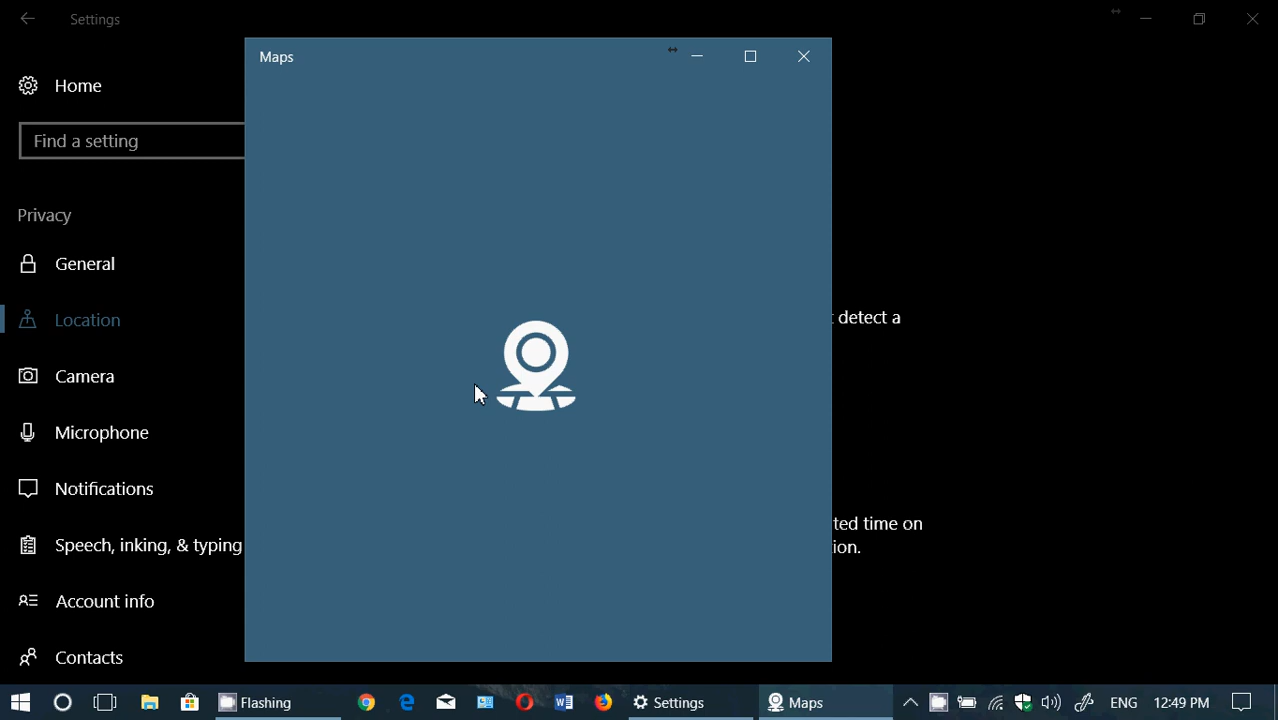 Settings
Maps
Home
Find a setting
Privacy
General
Location
detect a
Camera
Microphone
Notifications
ted time on
ion.
Speech, inking, & typing
Account info
Contacts
Flashing
Settings
Maps
ENG
12:49 PM